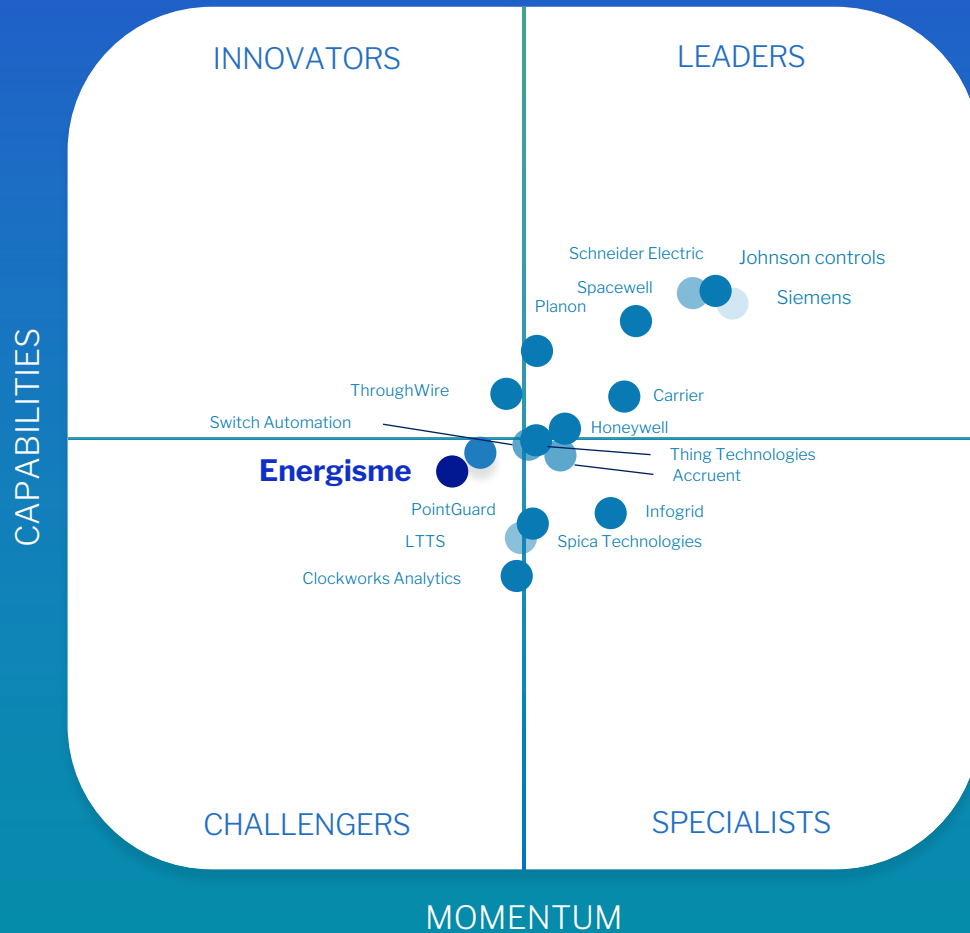 INNOVATORS
LEADERS
Schneider Electric
Johnson controls
Spacewell
Siemens
Planon
ThroughWire
Carrier
Switch Automation
Honeywell
Thing Technologies
Energisme
Accruent
PointGuard
Infogrid
LTTS
Spica Technologies
Clockworks Analytics
CAPABILITIES
CHALLENGERS
SPECIALISTS
MOMENTUM